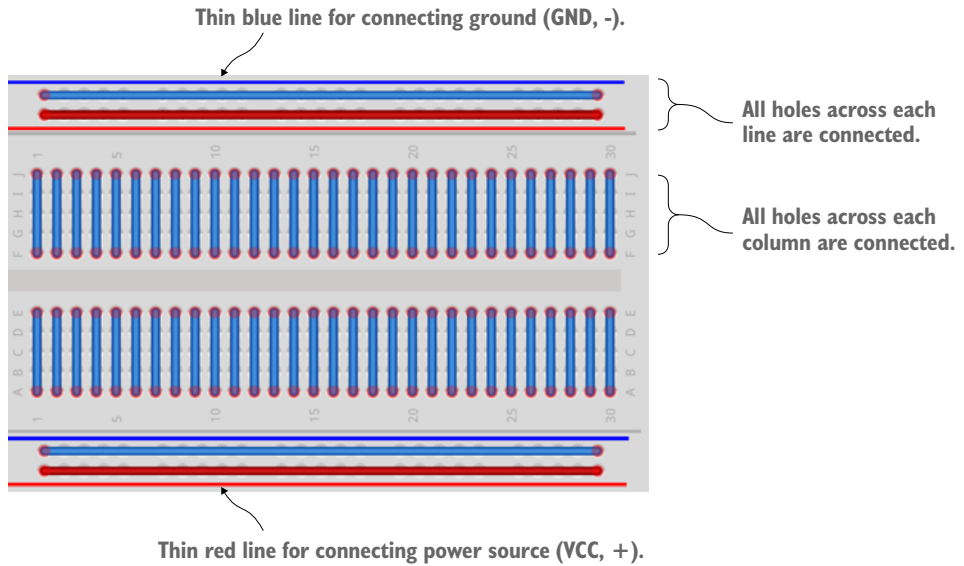 Thin blue line for connecting ground (GND, -).
All holes across each
line are connected.
1 5 10 15 20 25 30
J J
I I
H H
G G
F F
All holes across each
column are connected.
E E
D D
C C
B B
A A
1 5 10 15 20 25 30
Thin red line for connecting power source (VCC, +).